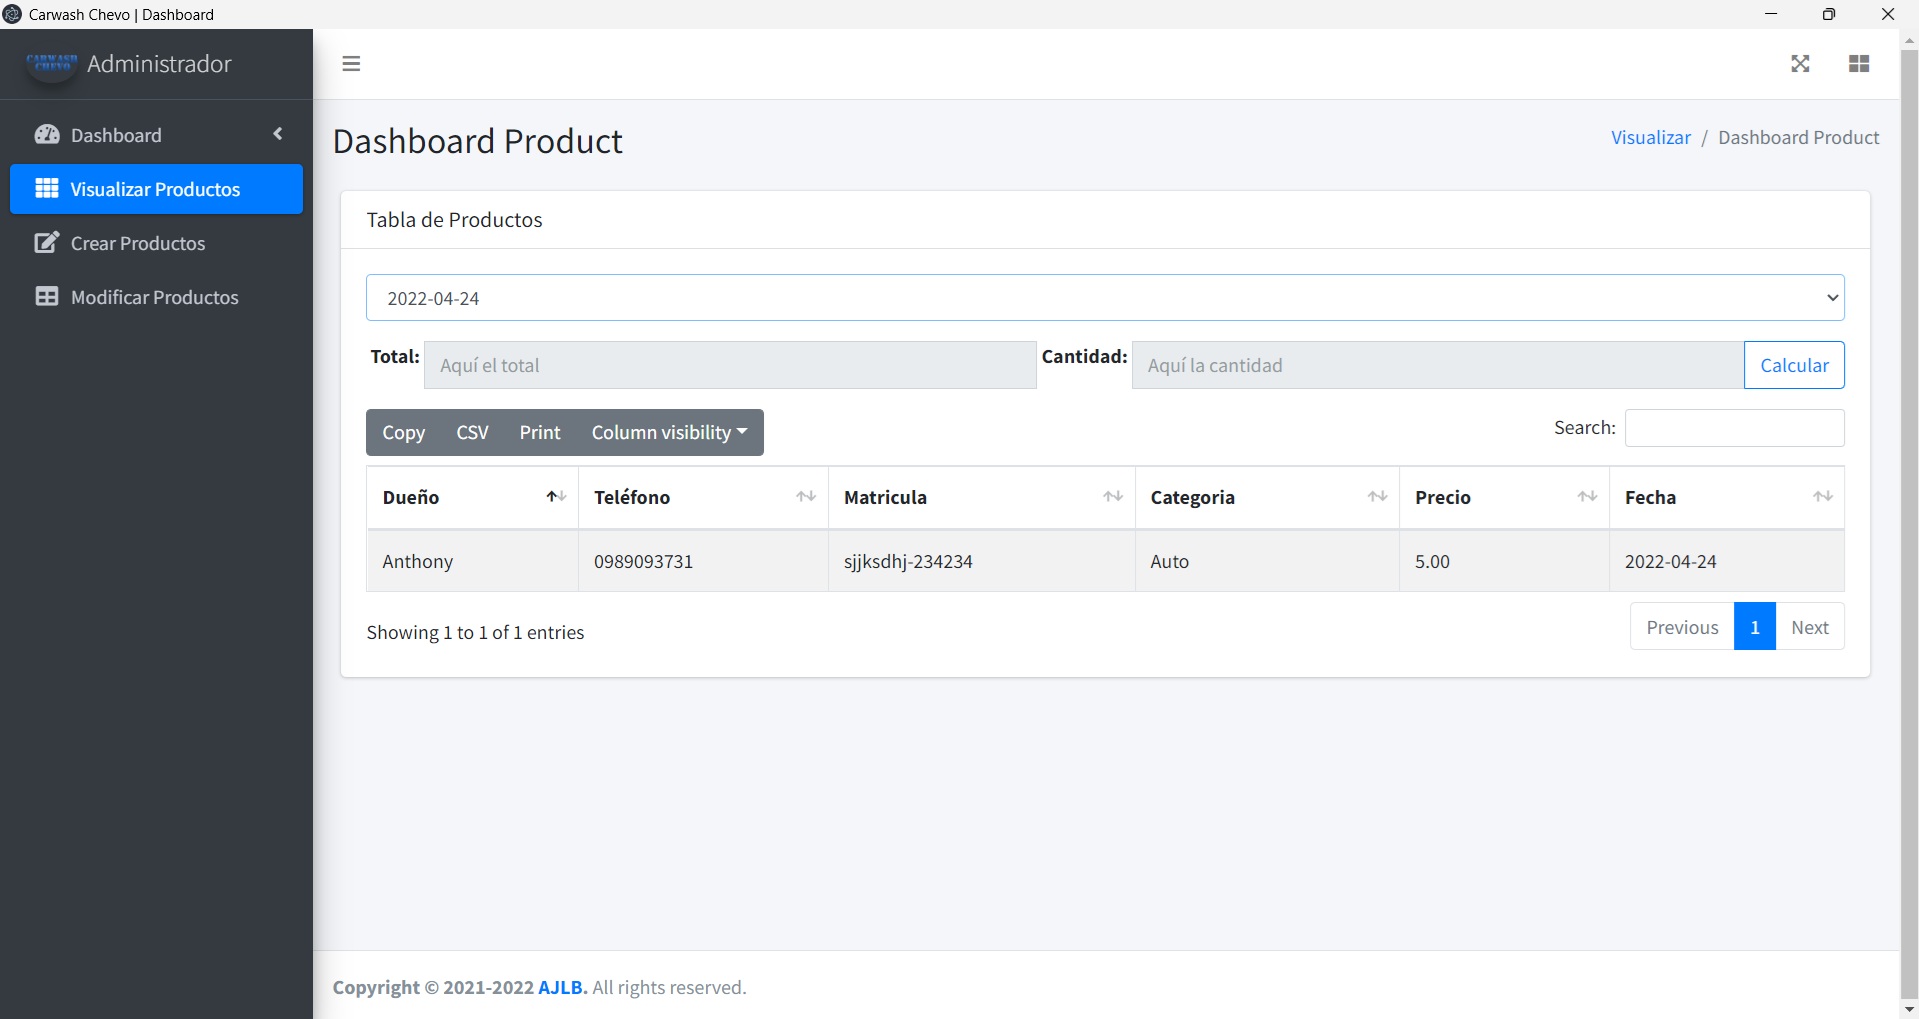 Carwash Chevo | Dashboard
CARWASH
CHEVO
Administrador
Dashboard
Visualizar Productos
Crear Productos
Modificar Productos
Dashboard Product
Visualizar / Dashboard Product
Tabla de Productos
2022-04-24
Total: Aquí el total Cantidad: Aquí la cantidad Calcular
Copy CSV Print Column visibility
Search:
Dueño Teléfono Matricula Categoria Precio Fecha
Anthony 0989093731 sjjksdhj-234234 Auto 5.00 2022-04-24
Showing 1 to 1 of 1 entries
Previous 1 Next
Copyright © 2021-2022 AJLB. All rights reserved.